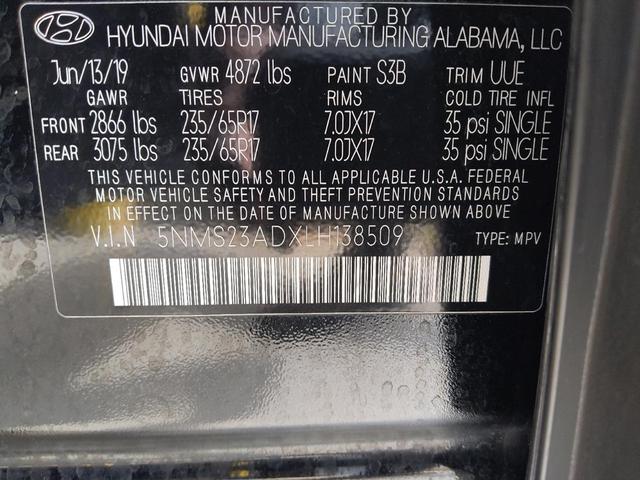 MANUFACTURED BY
HYUNDAI MOTOR MANUFACTURING ALABAMA, LLC
Jun/13/19 GVWR 4872 lbs PAINT S3B TRIM UUE
GAWR TIRES RIMS COLD TIRE INFL
FRONT 2866 lbs 235/65R17 7.0JX17 35 psi SINGLE
REAR 3075 lbs 235/65R17 7.0JX17 35 psi SINGLE
THIS VEHICLE CONFORMS TO ALL APPLICABLE U.S.A. FEDERAL
MOTOR VEHICLE SAFETY AND THEFT PREVENTION STANDARDS
IN EFFECT ON THE DATE OF MANUFACTURE SHOWN ABOVE.
V.I.N 5NMS23ADXLH138509 TYPE: MPV